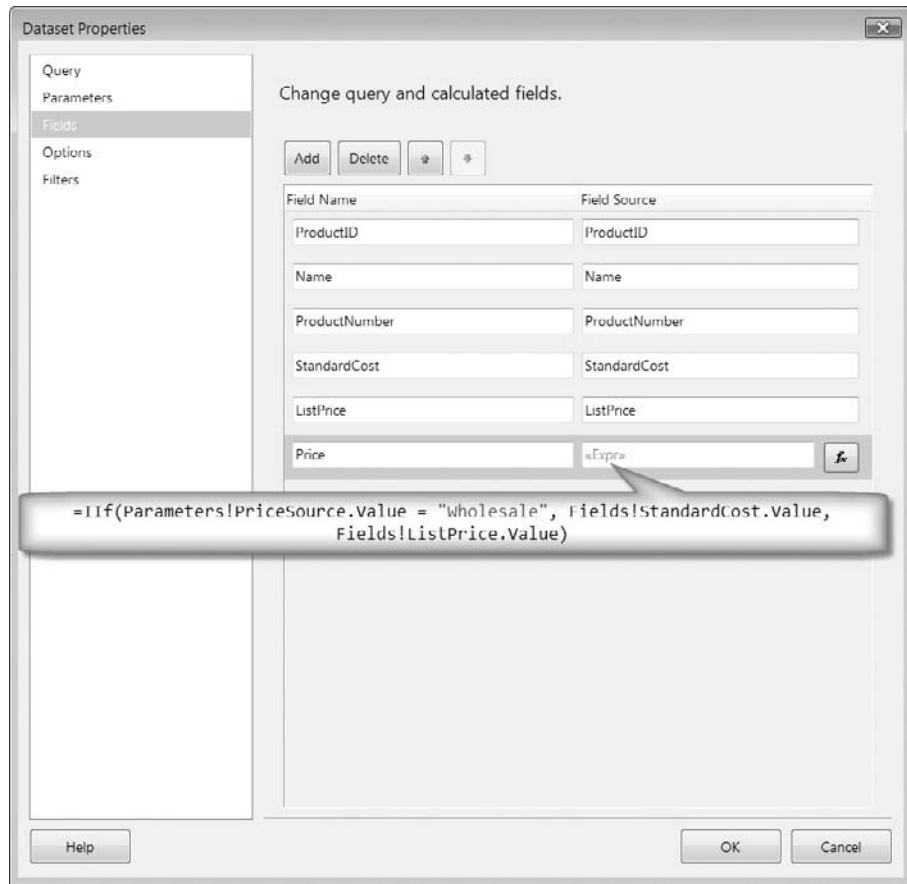 Dataset Properties
Query
Parameters
Fields
Options
Filters
Change query and calculated fields.
Add Delete
Field Name Field Source
ProductID ProductID
Name Name
ProductNumber ProductNumber
StandardCost StandardCost
ListPrice ListPrice
Price «Expr» fx
=IIf(Parameters!PriceSource.Value = "Wholesale", Fields!StandardCost.Value,
Fields!ListPrice.Value)
Help OK Cancel